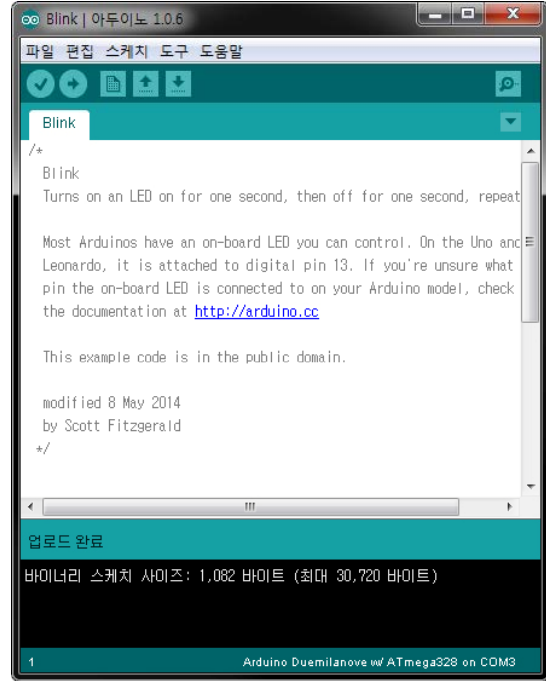 Blink | 아두이노 1.0.6
파일 편집 스케치 도구 도움말
Blink
/*
Blink
Turns on an LED on for one second, then off for one second, repeat
Most Arduinos have an on-board LED you can control. On the Uno and
Leonardo, it is attached to digital pin 13. If you're unsure what
pin the on-board LED is connected to on your Arduino model, check
the documentation at http://arduino.cc
This example code is in the public domain.
modified 8 May 2014
by Scott Fitzgerald
*/
업로드 완료
바이너리 스케치 사이즈: 1,082 바이트 (최대 30,720 바이트)
1 Arduino Duemilanove w/ ATmega328 on COM3